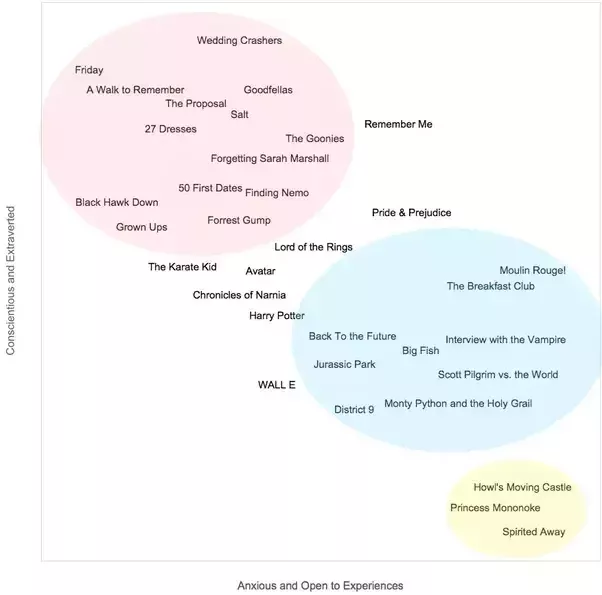 Wedding Crashers
Friday
A Walk to Remember
Goodfellas
The Proposal
Salt
27 Dresses
Remember Me
The Goonies
Forgetting Sarah Marshall
50 First Dates
Finding Nemo
Black Hawk Down
Pride & Prejudice
Forrest Gump
Grown Ups
Lord of the Rings
The Karate Kid
Avatar
Moulin Rouge!
The Breakfast Club
Chronicles of Narnia
Harry Potter
Back To the Future
Interview with the Vampire
Big Fish
Jurassic Park
Scott Pilgrim vs. the World
WALL E
Monty Python and the Holy Grail
District 9
Howl's Moving Castle
Princess Mononoke
Spirited Away
Conscientious and Extraverted
Anxious and Open to Experiences